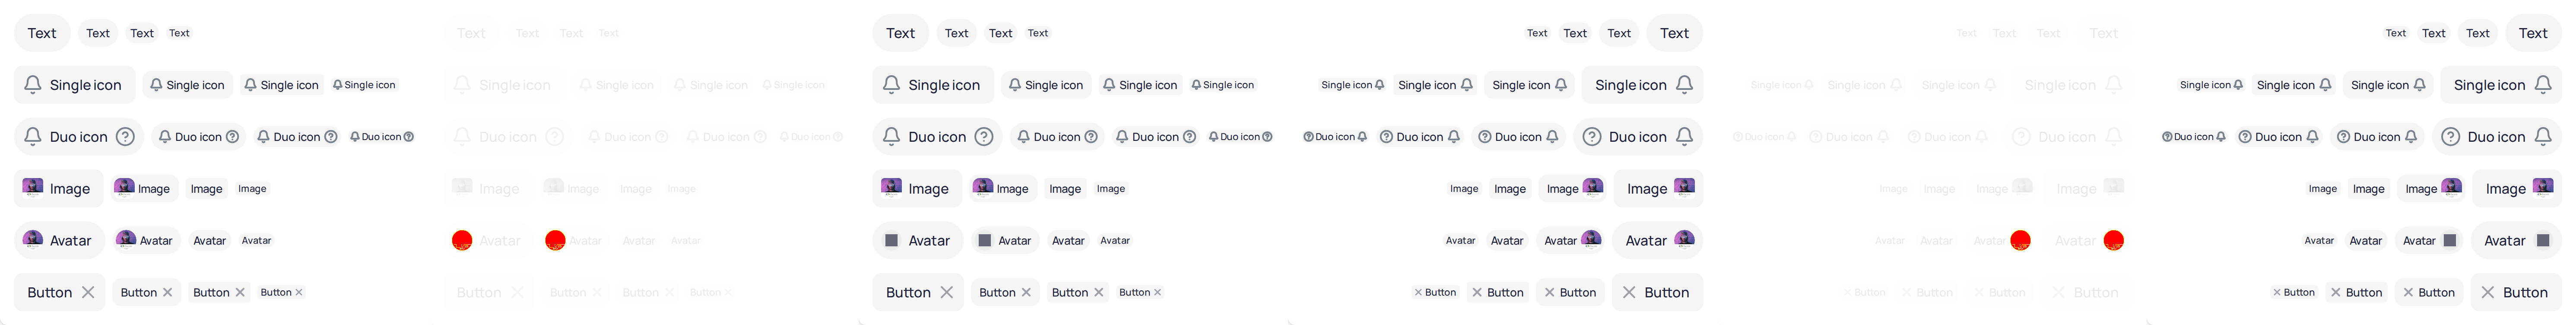 Text Text Text Text Text Text Text Text Text Text Text Text Text Text Text Text Text Text Text Text Text Text Text Text
Single icon Single icon Single icon Single icon Single icon Single icon Single icon Single icon Single icon Single icon Single icon Single icon Single icon Single icon Single icon Single icon Single icon Single icon Single icon Single icon Single icon Single icon Single icon Single icon
Duo icon Duo icon Duo icon Duo icon Duo icon Duo icon Duo icon Duo icon Duo icon Duo icon Duo icon Duo icon Duo icon Duo icon Duo icon Duo icon Duo icon Duo icon Duo icon Duo icon Duo icon Duo icon Duo icon Duo icon
Image Image Image Image Image Image Image Image Image Image Image Image Image Image Image Image Image Image Image Image Image Image Image Image
Avatar Avatar Avatar Avatar Avatar Avatar Avatar Avatar Avatar Avatar Avatar Avatar Avatar Avatar Avatar Avatar Avatar Avatar Avatar Avatar Avatar Avatar Avatar Avatar
Button Button Button Button Button Button Button Button Button Button Button Button Button Button Button Button Button Button Button Button Button Button Button Button